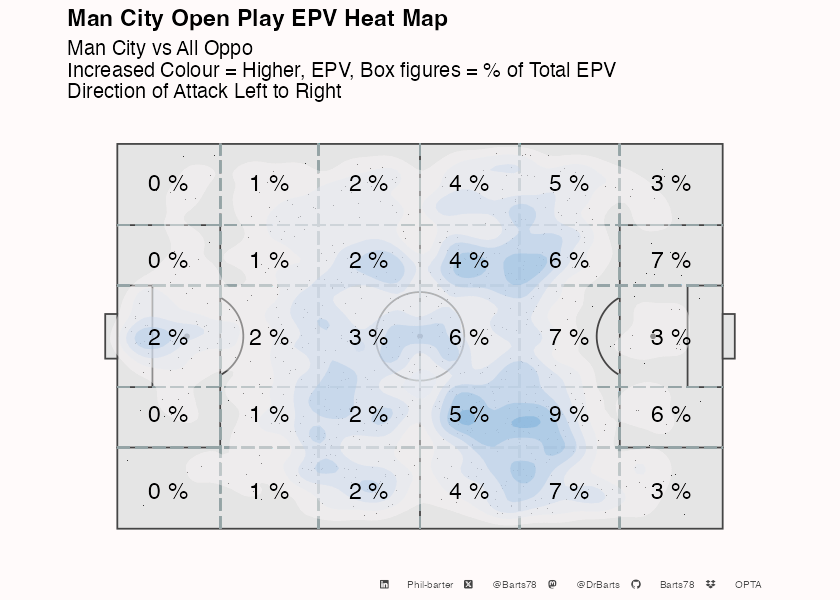 Man City Open Play EPV Heat Map
Man City vs All Oppo
Increased Colour = Higher, EPV, Box figures = % of Total EPV
Direction of Attack Left to Right
0 % 1 % 2 % 4 % 5 % 3 %
0 % 1 % 2 % 4 % 6 % 7 %
2 % 2 % 3 % 6 % 7 % 3 %
0 % 1 % 2 % 5 % 9 % 6 %
0 % 1 % 2 % 4 % 7 % 3 %
Phil-barter @Barts78 @DrBarts Barts78 OPTA